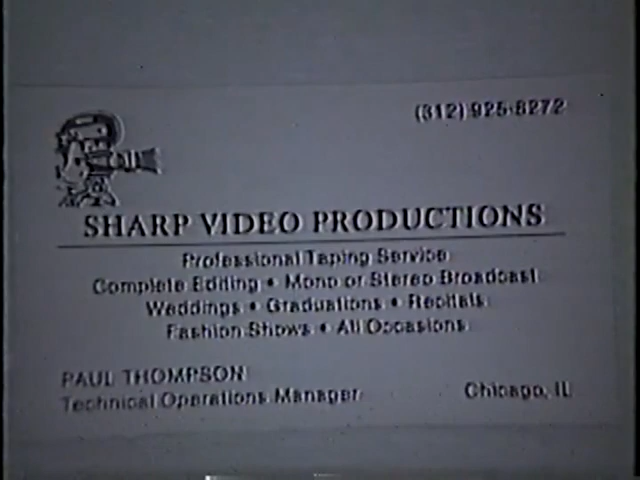 (312) 925-8272
SHARP VIDEO PRODUCTIONS
Professional Taping Service
Complete Editing • Mono or Stereo Broadcast
Weddings • Graduations • Recitals
Fashion Shows • All Occasions
PAUL THOMPSON
Technical Operations Manager
Chicago, IL